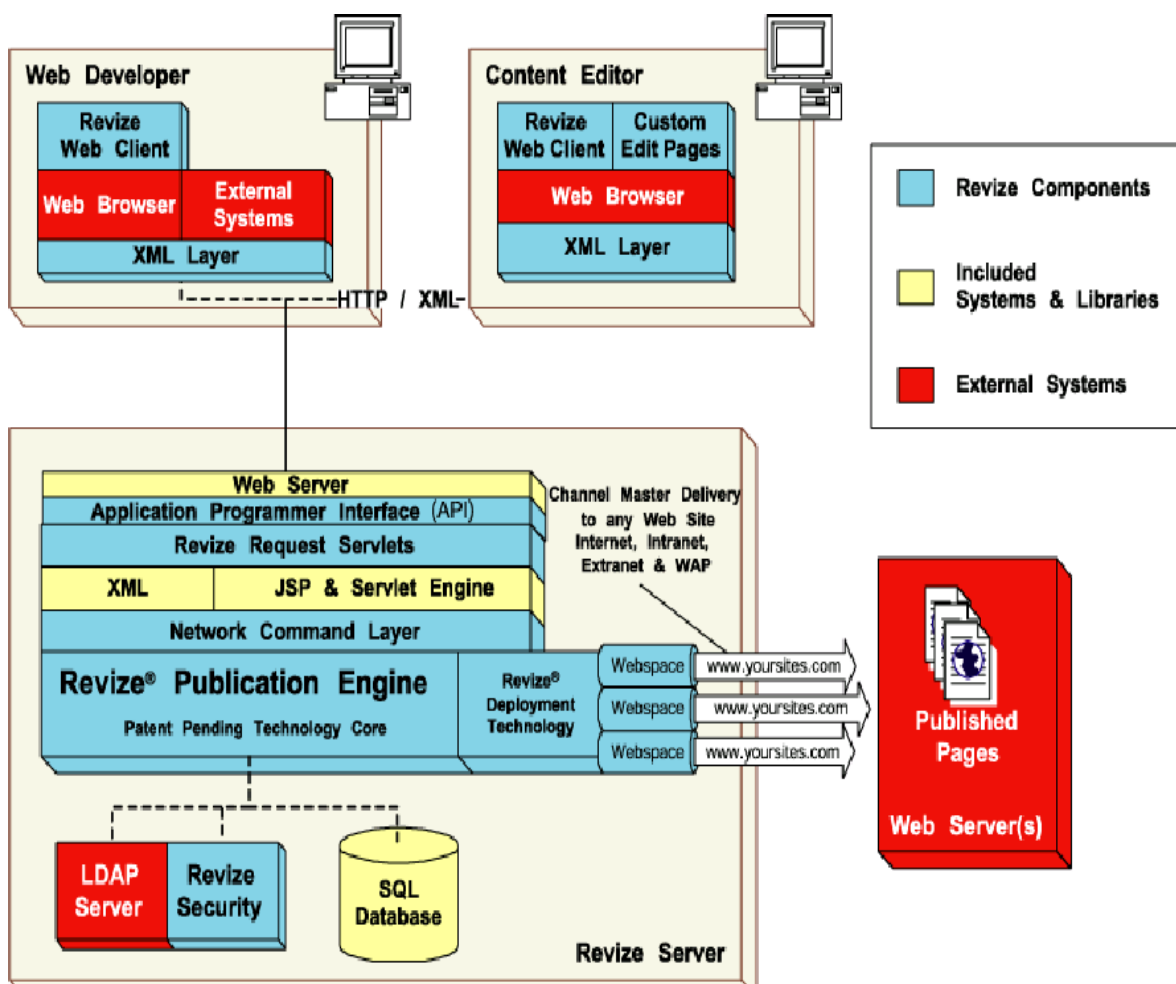 Web Developer
Revize
Web Client
Web Browser
External
Systems
XML Layer
Content Editor
Revize
Web Client
Custom
Edit Pages
Web Browser
XML Layer
HTTP / XML
Revize Components
Included
Systems & Libraries
External Systems
Web Server
Application Programmer Interface (API)
Revize Request Servlets
XML
JSP & Servlet Engine
Network Command Layer
Revize® Publication Engine
Patent Pending Technology Core
Revize®
Deployment
Technology
Channel Master Delivery
to any Web Site
Internet, Intranet,
Extranet & WAP
Webspace
www.yoursites.com
Webspace
www.yoursites.com
Webspace
www.yoursites.com
Published
Pages
Web Server(s)
LDAP
Server
Revize
Security
SQL
Database
Revize Server